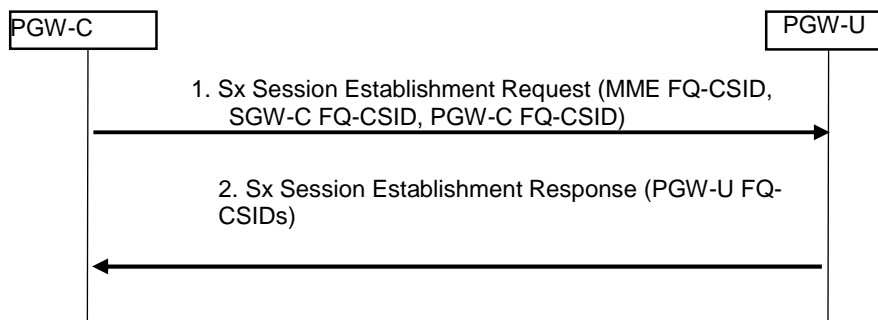 PGW-C
PGW-U
1. Sx Session Establishment Request (MME FQ-CSID,
SGW-C FQ-CSID, PGW-C FQ-CSID)
2. Sx Session Establishment Response (PGW-U FQ-
CSIDs)